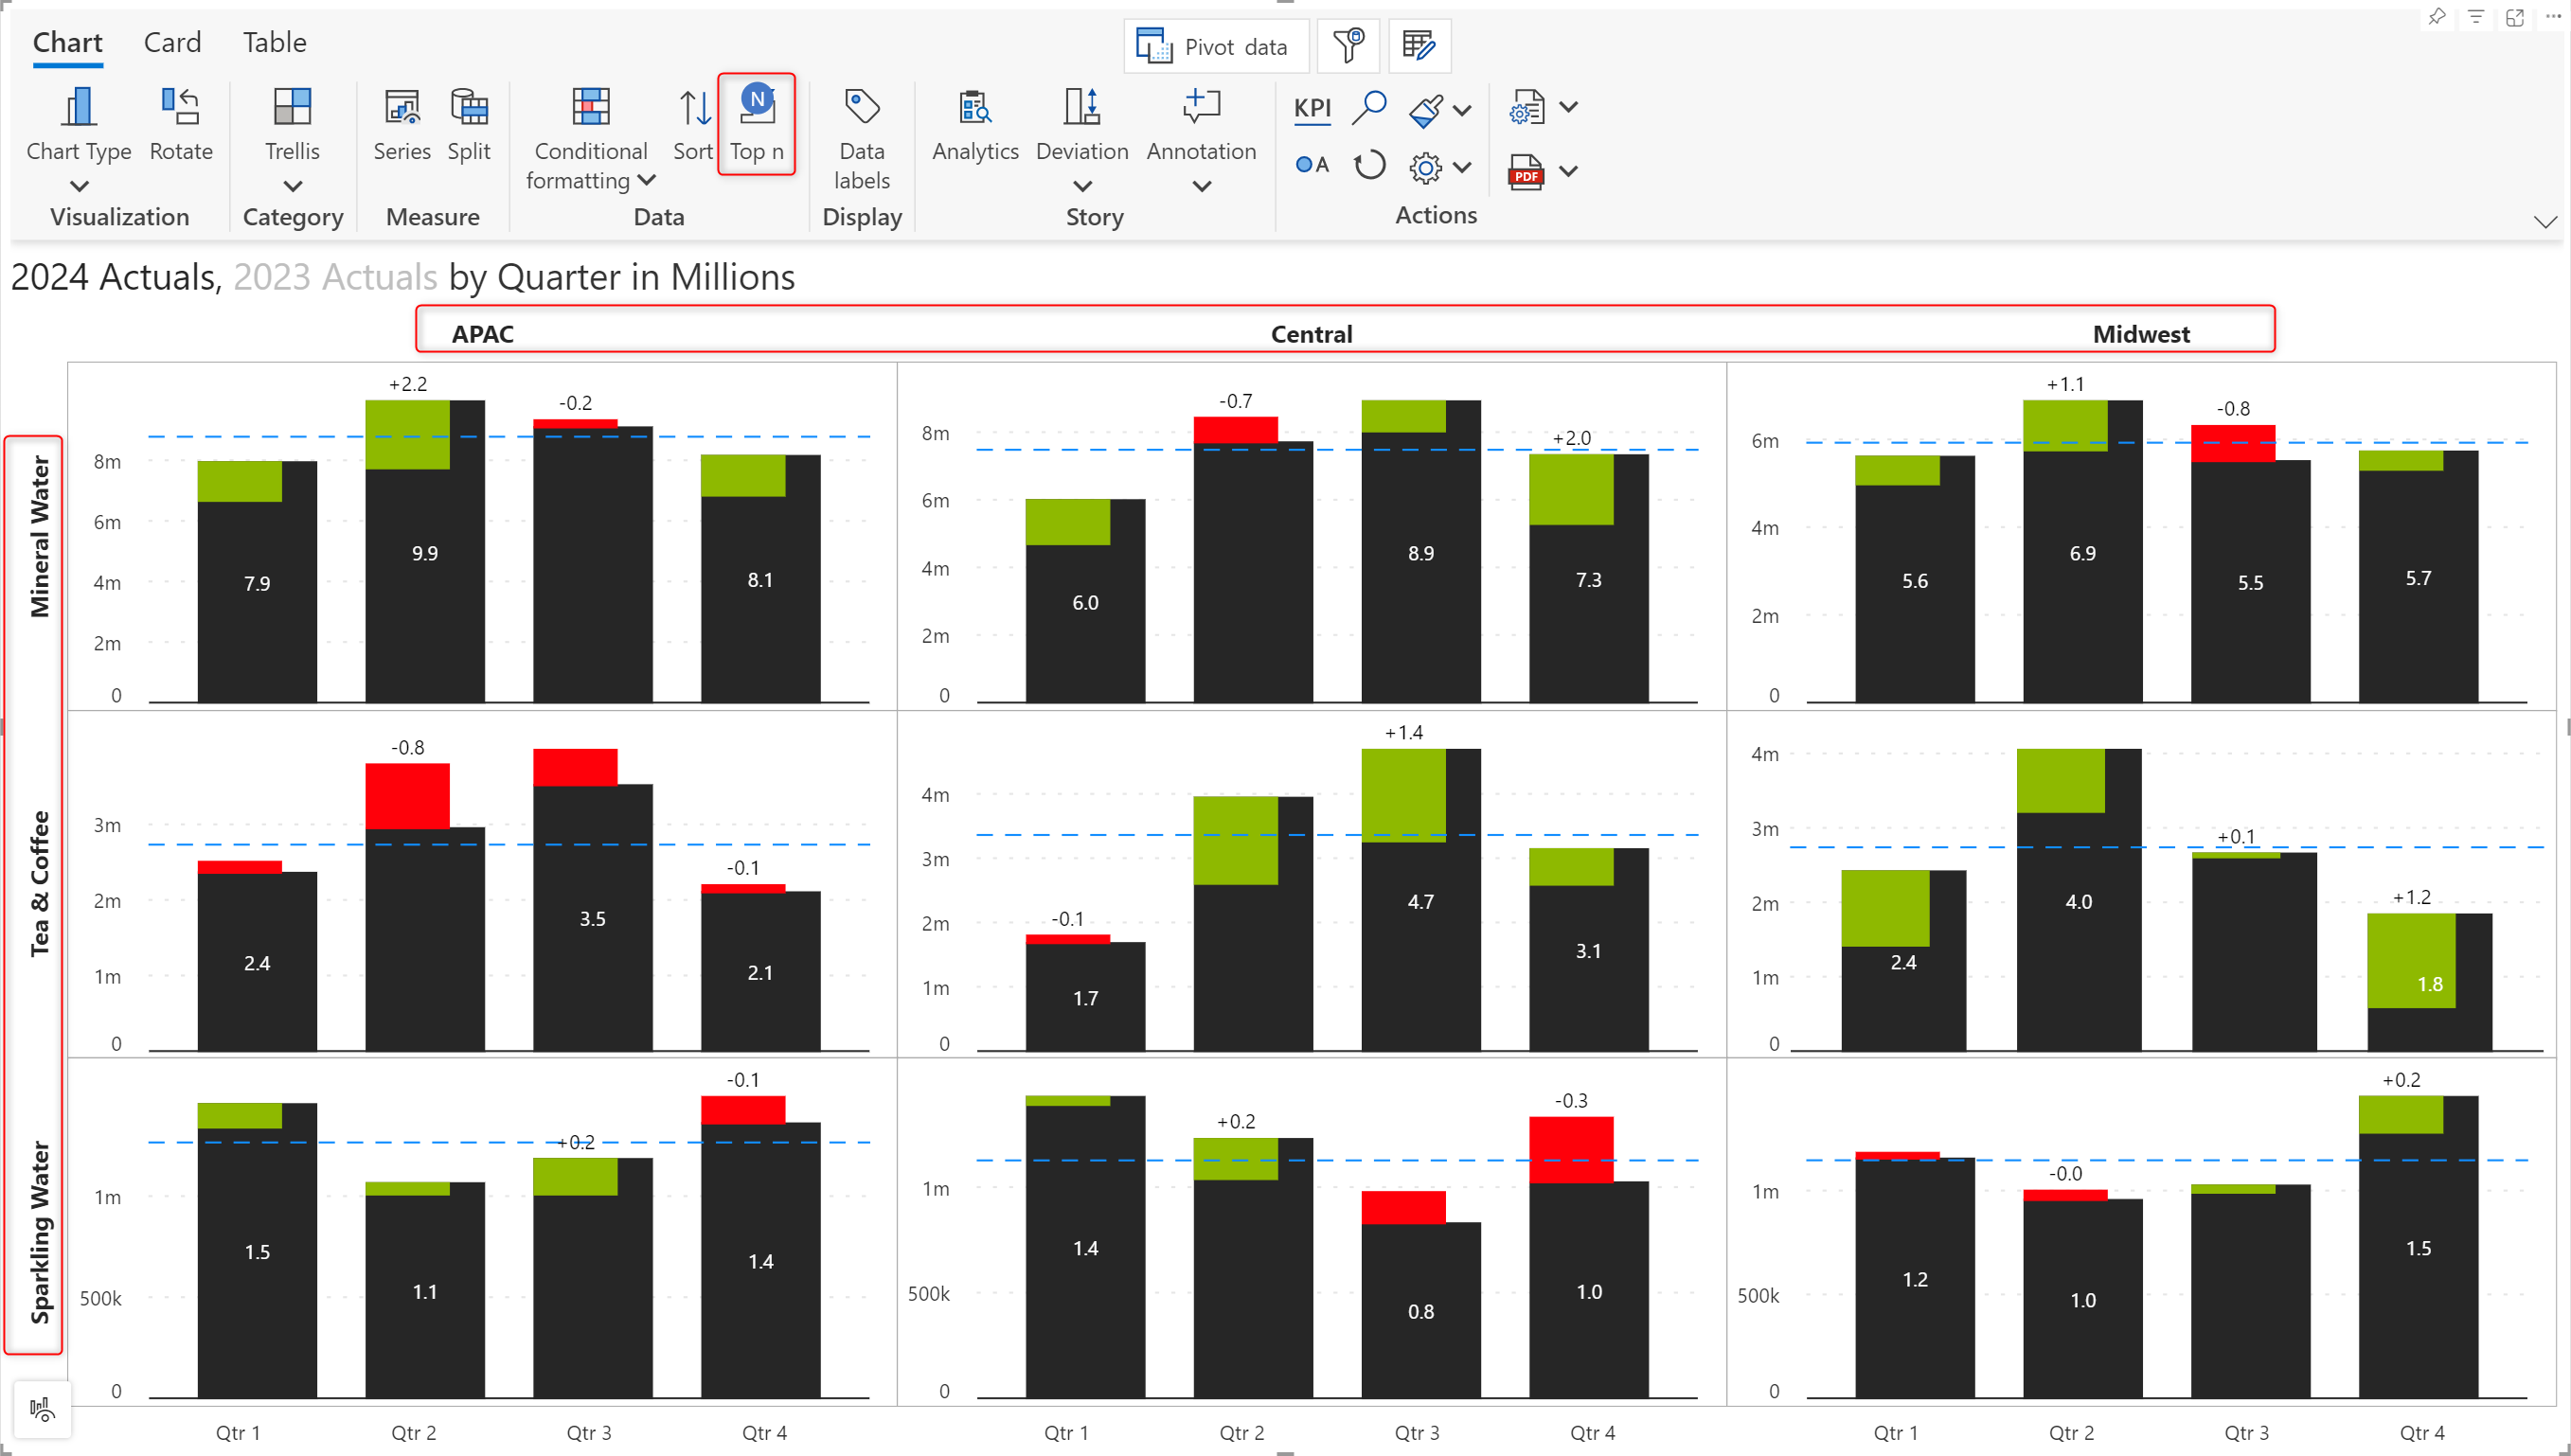 Chart Card Table
Pivot data
Chart Type Rotate Trellis Series Split Conditional formatting Sort N Top n Data labels Analytics Deviation Annotation KPI A PDF
Visualization Category Measure Data Display Story Actions
2024 Actuals, 2023 Actuals by Quarter in Millions
APAC Central Midwest
Mineral Water
+2.2 -0.2
8m 6m 4m 2m 0
7.9 9.9 8.1
-0.7 +2.0
8m 6m 4m 2m 0
6.0 8.9 7.3
+1.1 -0.8
6m 4m 2m 0
5.6 6.9 5.5 5.7
Tea & Coffee
-0.8 -0.1
3m 2m 1m 0
2.4 3.5 2.1
-0.1 +1.4
4m 3m 2m 1m 0
1.7 4.7 3.1
+0.1 +1.2
4m 3m 2m 1m 0
2.4 4.0 1.8
Sparkling Water
+0.2 -0.1
1m 500k 0
1.5 1.1 1.4
+0.2 -0.3
1m 500k 0
1.4 0.8 1.0
-0.0 +0.2
1m 500k 0
1.2 1.0 1.5
Qtr 1 Qtr 2 Qtr 3 Qtr 4 Qtr 1 Qtr 2 Qtr 3 Qtr 4 Qtr 1 Qtr 2 Qtr 3 Qtr 4